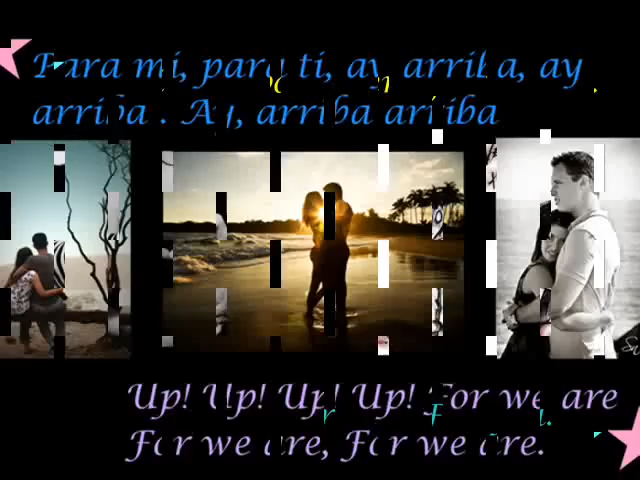 Para mi, para ti, ay arriba, ay
arriba . Ay, arriba arriba
Up! Up! Up! Up! For we are
For we are, For we are.